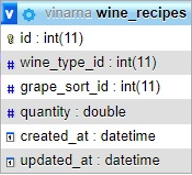 v vinarna wine_recipes
id : int(11)
# wine_type_id : int(11)
# grape_sort_id : int(11)
# quantity : double
created_at : datetime
updated_at : datetime